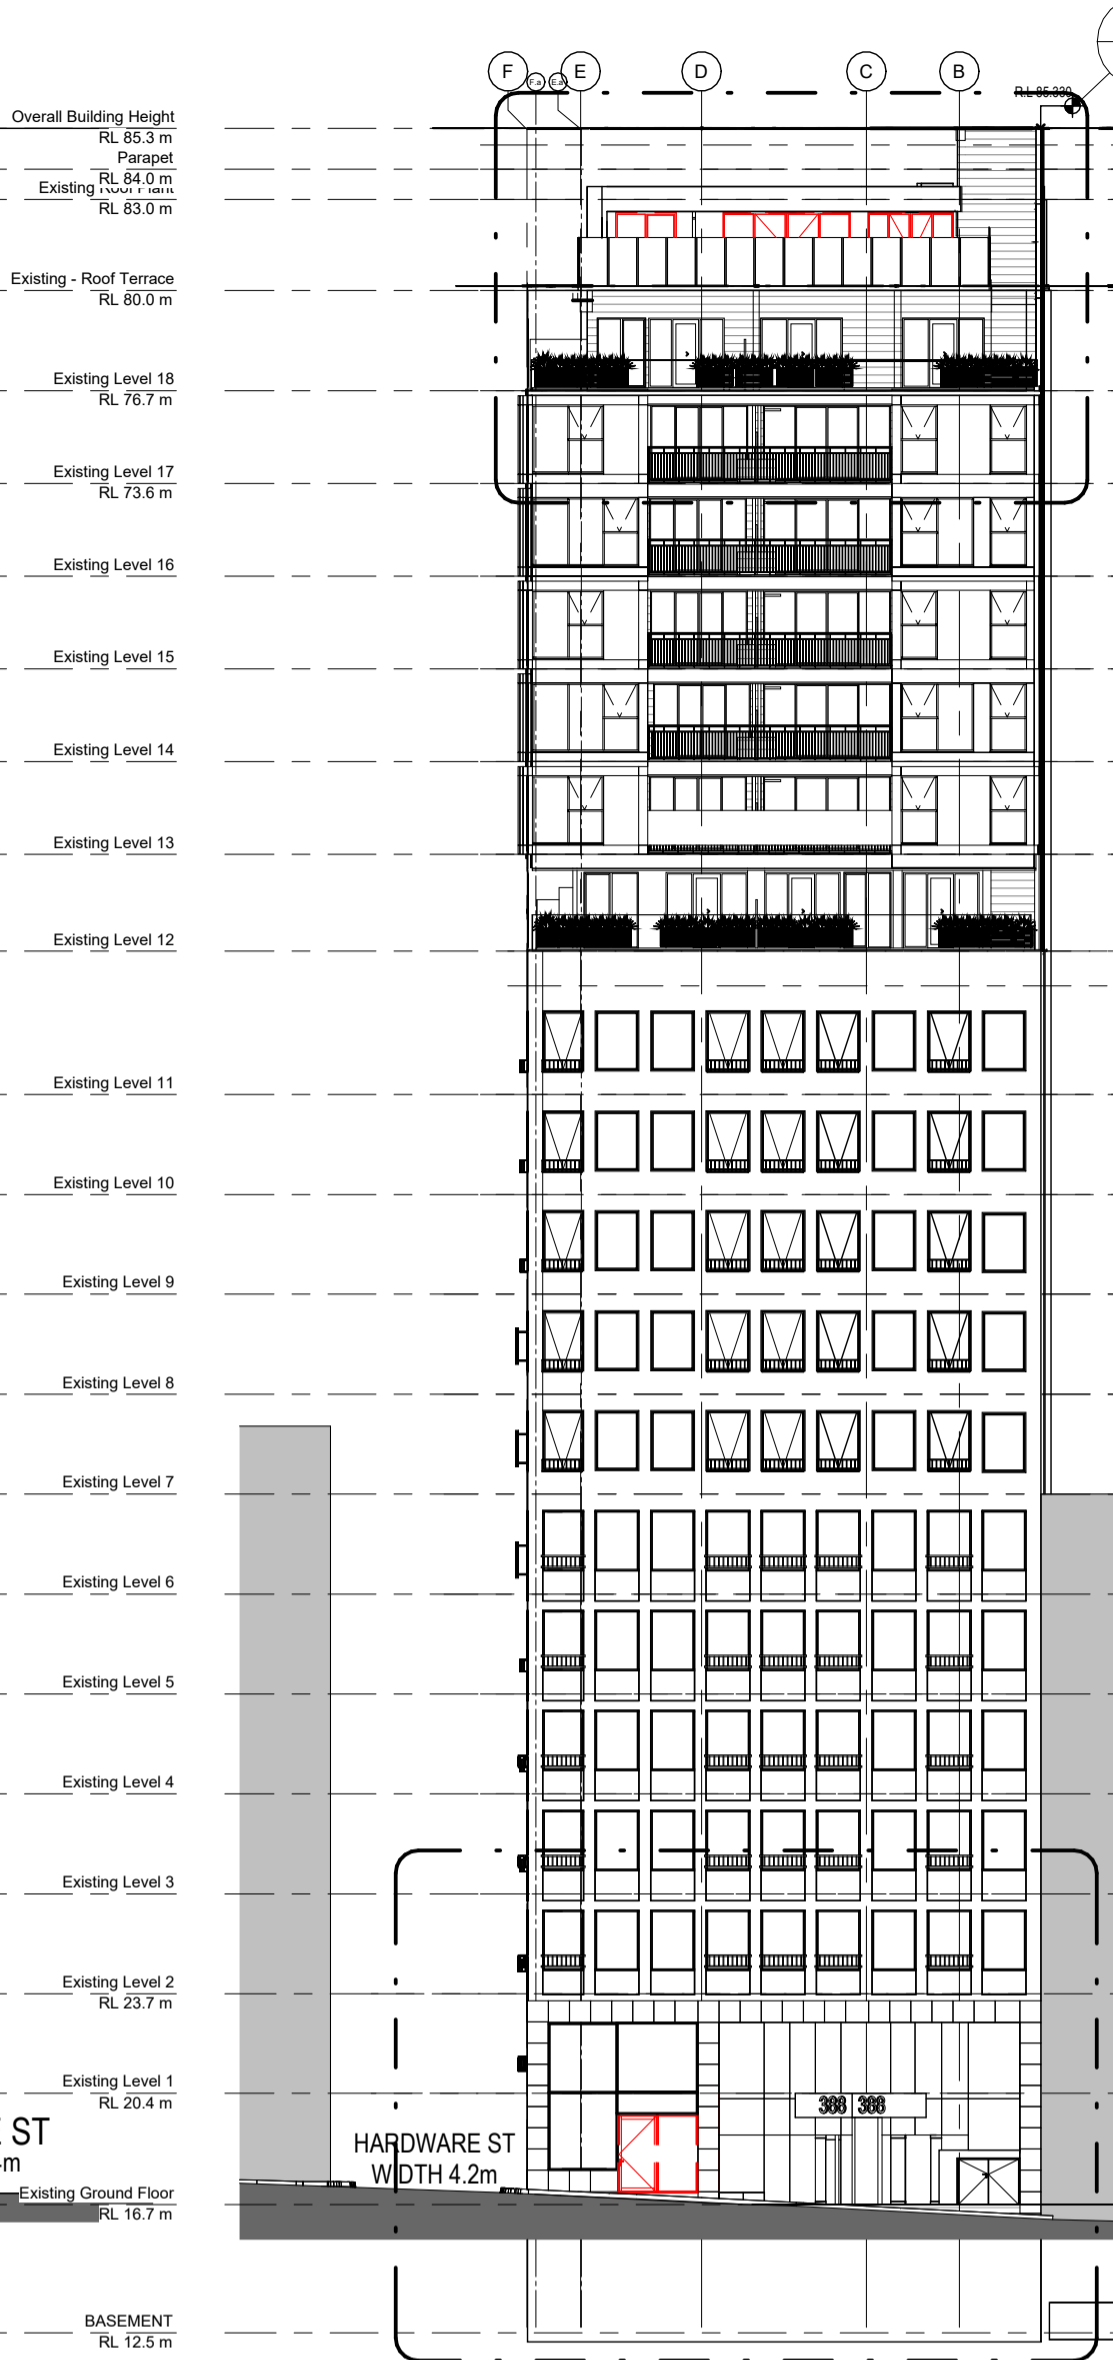 F
F.a
E.a
E
D
C
B
R.L 85.330
Overall Building Height
RL 85.3 m
Parapet
RL 84.0 m
Existing Roof Plant
RL 83.0 m
Existing - Roof Terrace
RL 80.0 m
Existing Level 18
RL 76.7 m
Existing Level 17
RL 73.6 m
Existing Level 16
Existing Level 15
Existing Level 14
Existing Level 13
Existing Level 12
Existing Level 11
Existing Level 10
Existing Level 9
Existing Level 8
Existing Level 7
Existing Level 6
Existing Level 5
Existing Level 4
Existing Level 3
Existing Level 2
RL 23.7 m
Existing Level 1
RL 20.4 m
388 388
ST
m
HARDWARE ST
WIDTH 4.2m
Existing Ground Floor
RL 16.7 m
BASEMENT
RL 12.5 m